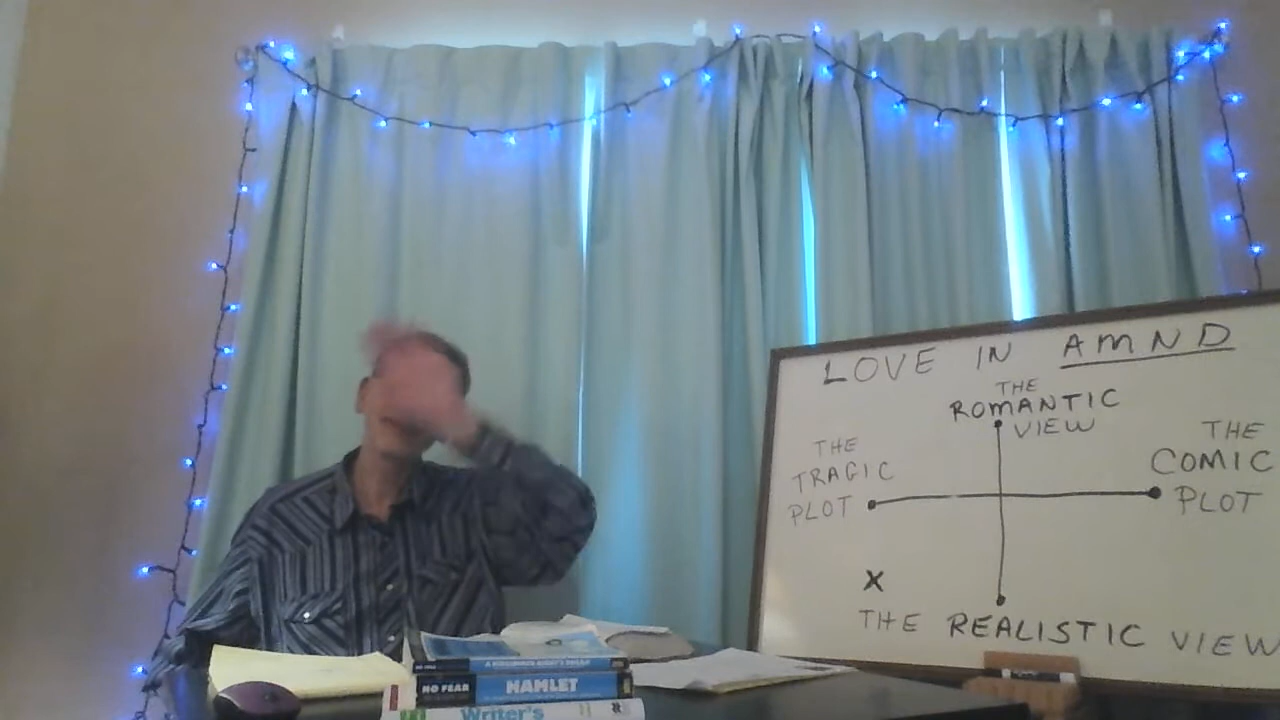 LOVE IN AMND
THE
ROMANTIC
VIEW
THE
TRAGIC
PLOT
THE
COMIC
PLOT
X
THE REALISTIC VIEW
A MIDSUMMER NIGHT'S DREAM
NO FEAR HAMLET
Writer's